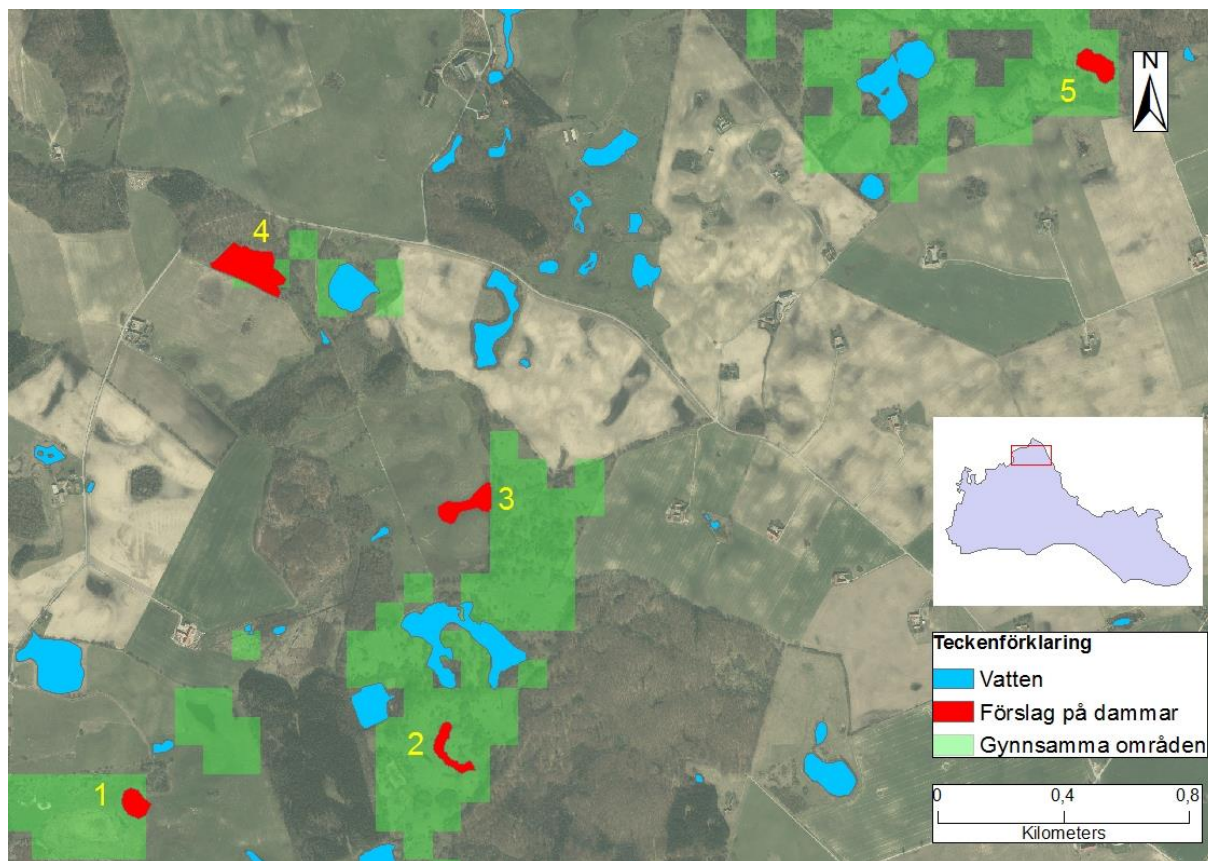 5
N
4
3
2
1
Teckenförklaring
Vatten
Förslag på dammar
Gynnsamma områden
0 0,4 0,8
Kilometers